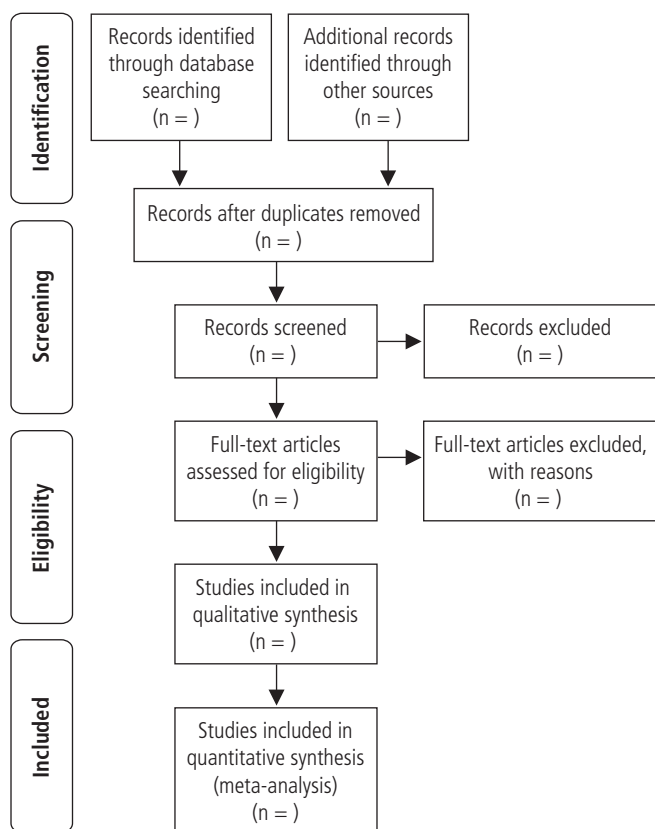 Identification
Records identified
through database
searching
(n = )
Additional records
identified through
other sources
(n = )
Records after duplicates removed
(n = )
Screening
Records screened
(n = )
Records excluded
(n = )
Eligibility
Full-text articles
assessed for eligibility
(n = )
Full-text articles excluded,
with reasons
(n = )
Studies included in
qualitative synthesis
(n = )
Included
Studies included in
quantitative synthesis
(meta-analysis)
(n = )